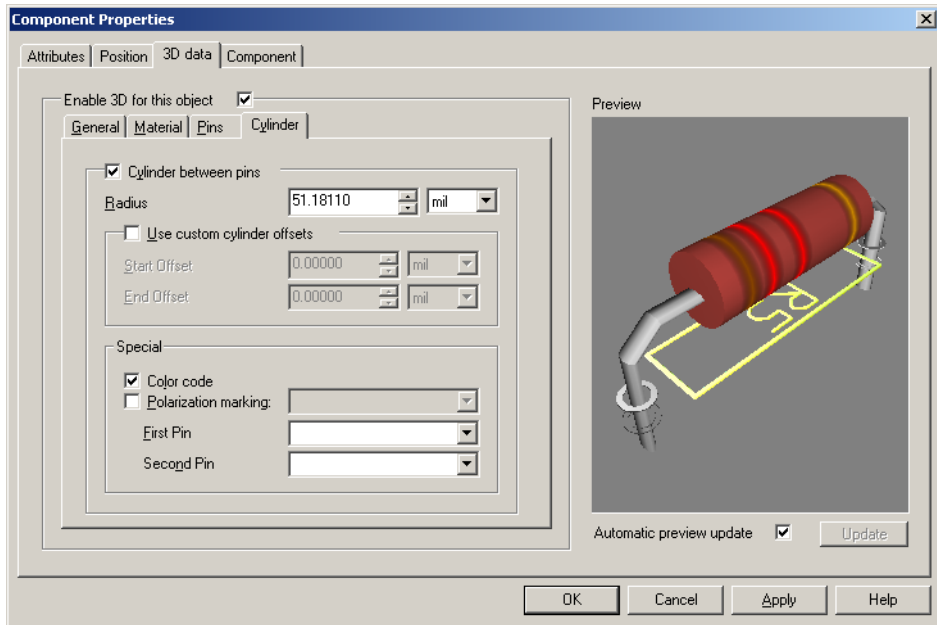 Component Properties
Attributes Position 3D data Component
Enable 3D for this object
Preview
General Material Pins Cylinder
Cylinder between pins
Radius 51.18110 mil
Use custom cylinder offsets
Start Offset 0.00000 mil
End Offset 0.00000 mil
R5
Special
Color code
Polarization marking:
First Pin
Second Pin
Automatic preview update Update
OK Cancel Apply Help